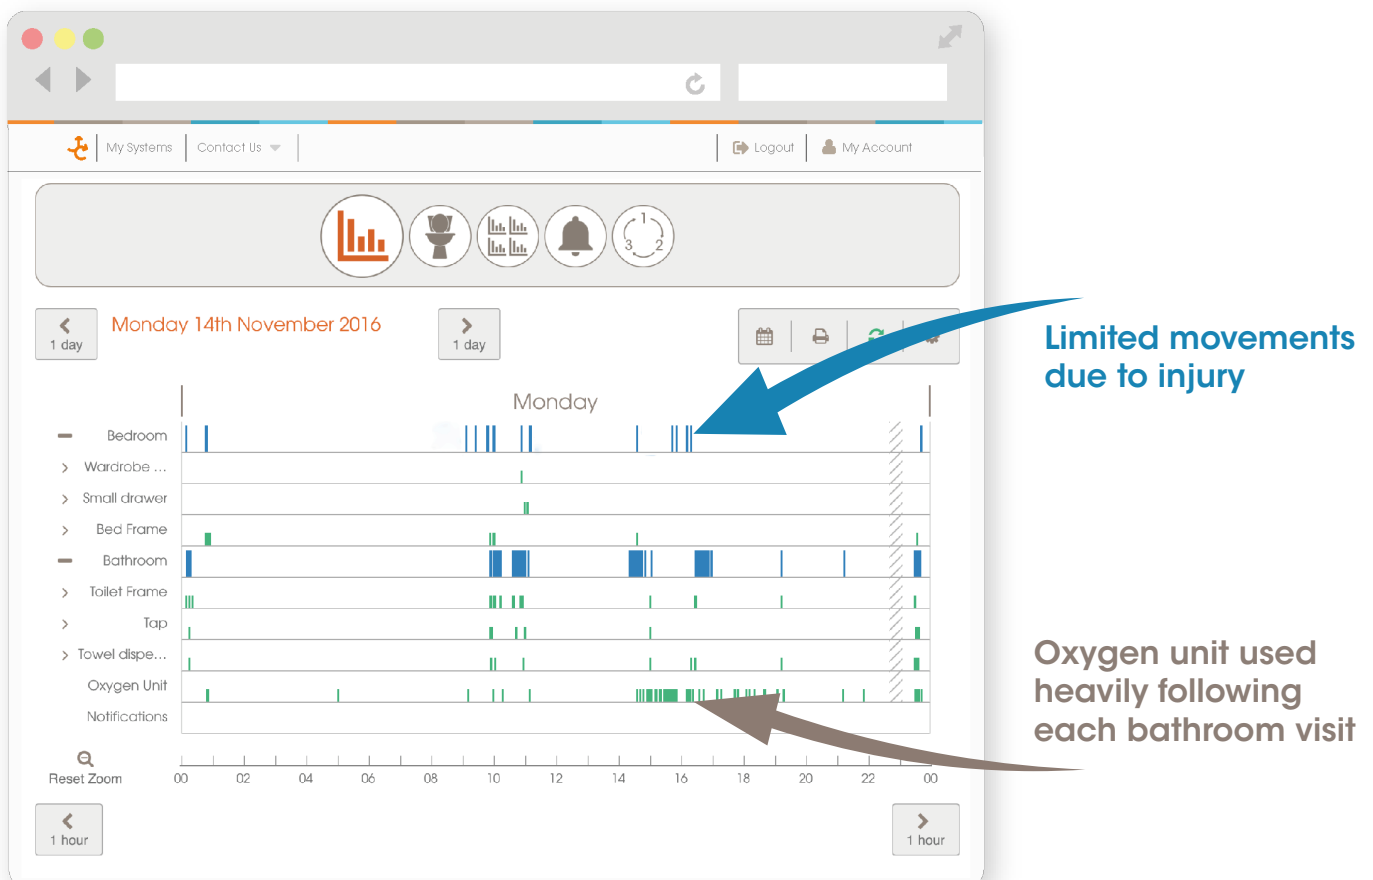 My Systems
Contact Us
Logout
My Account
1
3 2
1 day
Monday 14th November 2016
1 day
Limited movements
due to injury
Monday
Bedroom
Wardrobe ...
Small drawer
Bed Frame
Bathroom
Toilet Frame
Tap
Towel dispe...
Oxygen Unit
Notifications
Oxygen unit used
heavily following
each bathroom visit
Reset Zoom
00 02 04 06 08 10 12 14 16 18 20 22 00
1 hour
1 hour